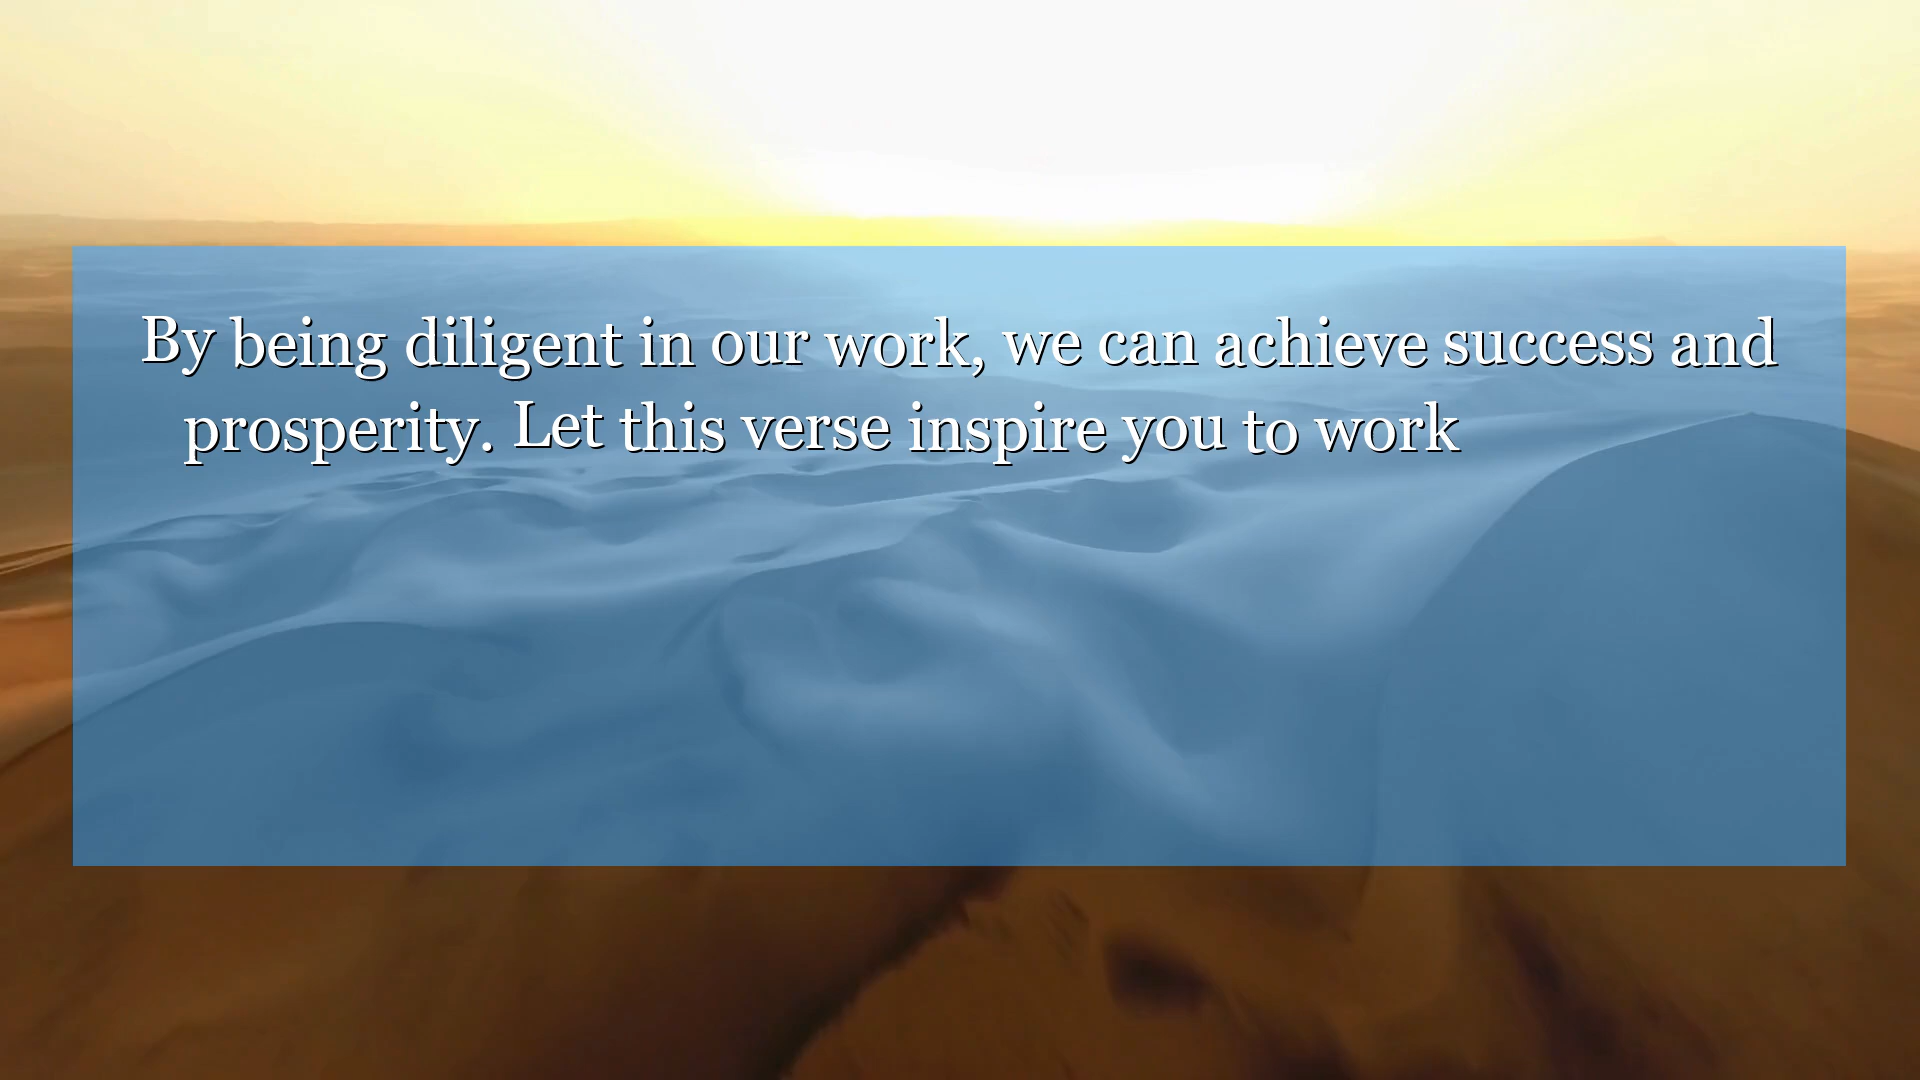 By being diligent in our work, we can achieve success and
prosperity. Let this verse inspire you to work